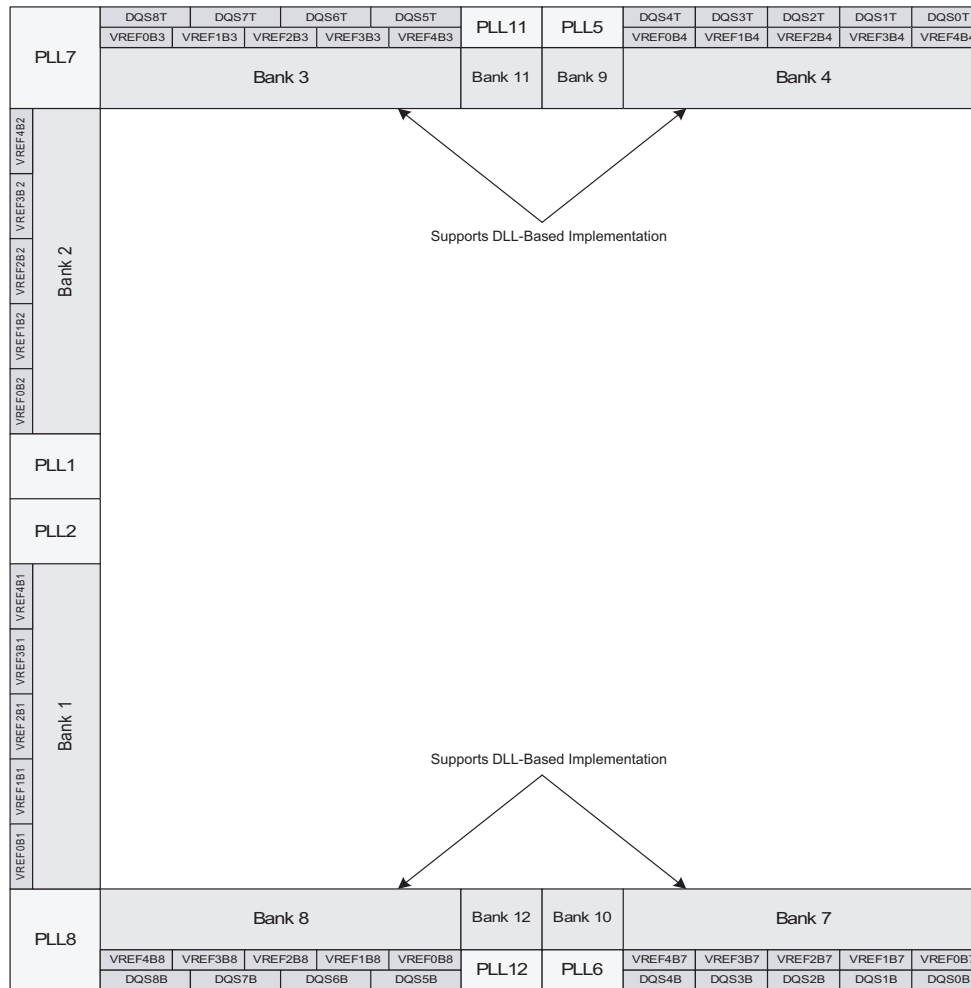 DQS8T DQS7T DQS6T DQS5T PLL11 PLL5 DQS4T DQS3T DQS2T DQS1T DQS0T
PLL7 VREF0B3 VREF1B3 VREF2B3 VREF3B3 VREF4B3 VREF0B4 VREF1B4 VREF2B4 VREF3B4 VREF4B4
Bank 3 Bank 11 Bank 9 Bank 4
VREF4B2
VREF3B2
VREF2B2
VREF1B2
VREF0B2
Bank 2
Supports DLL-Based Implementation
PLL1
PLL2
VREF4B1
VREF3B1
VREF2B1
VREF1B1
VREF0B1
Bank 1
Supports DLL-Based Implementation
Bank 8 Bank 12 Bank 10 Bank 7
PLL8
VREF4B8 VREF3B8 VREF2B8 VREF1B8 VREF0B8 PLL12 PLL6 VREF4B7 VREF3B7 VREF2B7 VREF1B7 VREF0B7
DQS8B DQS7B DQS6B DQS5B DQS4B DQS3B DQS2B DQS1B DQS0B